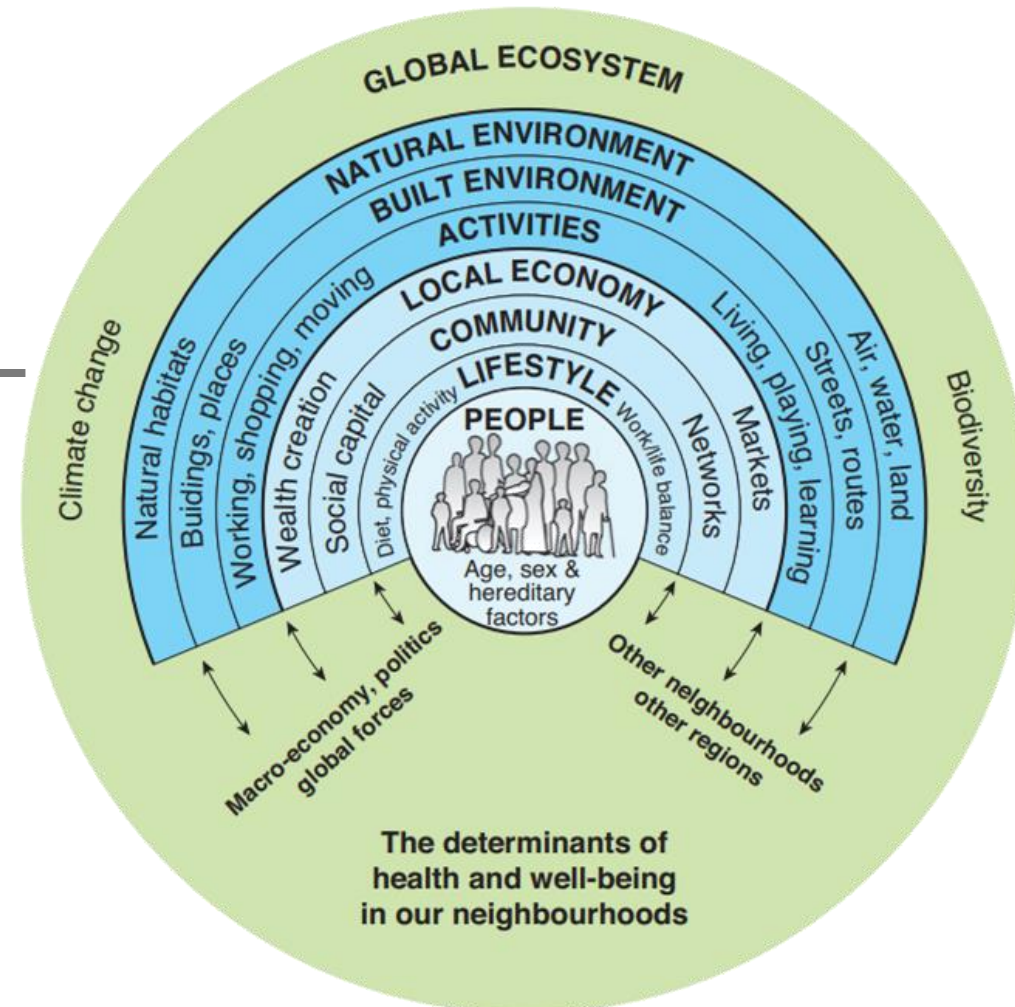 GLOBAL ECOSYSTEM
NATURAL ENVIRONMENT
BUILT ENVIRONMENT
ACTIVITIES
LOCAL ECONOMY
COMMUNITY
LIFESTYLE
PEOPLE
Age, sex &
hereditary
factors
Climate change
Natural habitats
Buidings, places
Working, shopping, moving
Wealth creation
Social capital
Diet, physical activity
Work/life balance
Networks
Markets
Living, playing, learning
Streets, routes
Air, water, land
Biodiversity
Macro-economy, politics
global forces
Other neighbourhoods
other regions
The determinants of
health and well-being
in our neighbourhoods